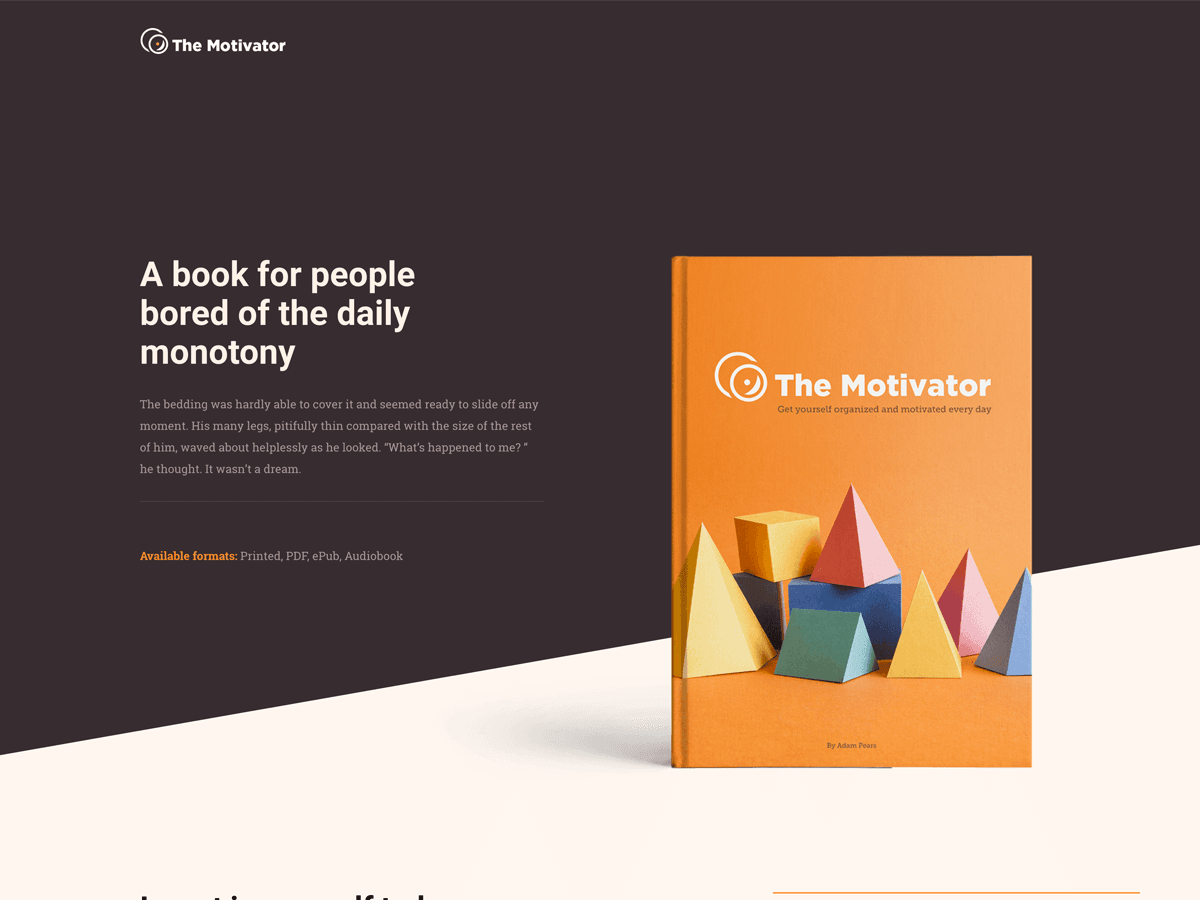 The Motivator
A book for people
bored of the daily
monotony
The bedding was hardly able to cover it and seemed ready to slide off any
moment. His many legs, pitifully thin compared with the size of the rest
of him, waved about helplessly as he looked. “What’s happened to me? ”
he thought. It wasn’t a dream.
Available formats: Printed, PDF, ePub, Audiobook
The Motivator
Get yourself organized and motivated every day
By Adam Pears